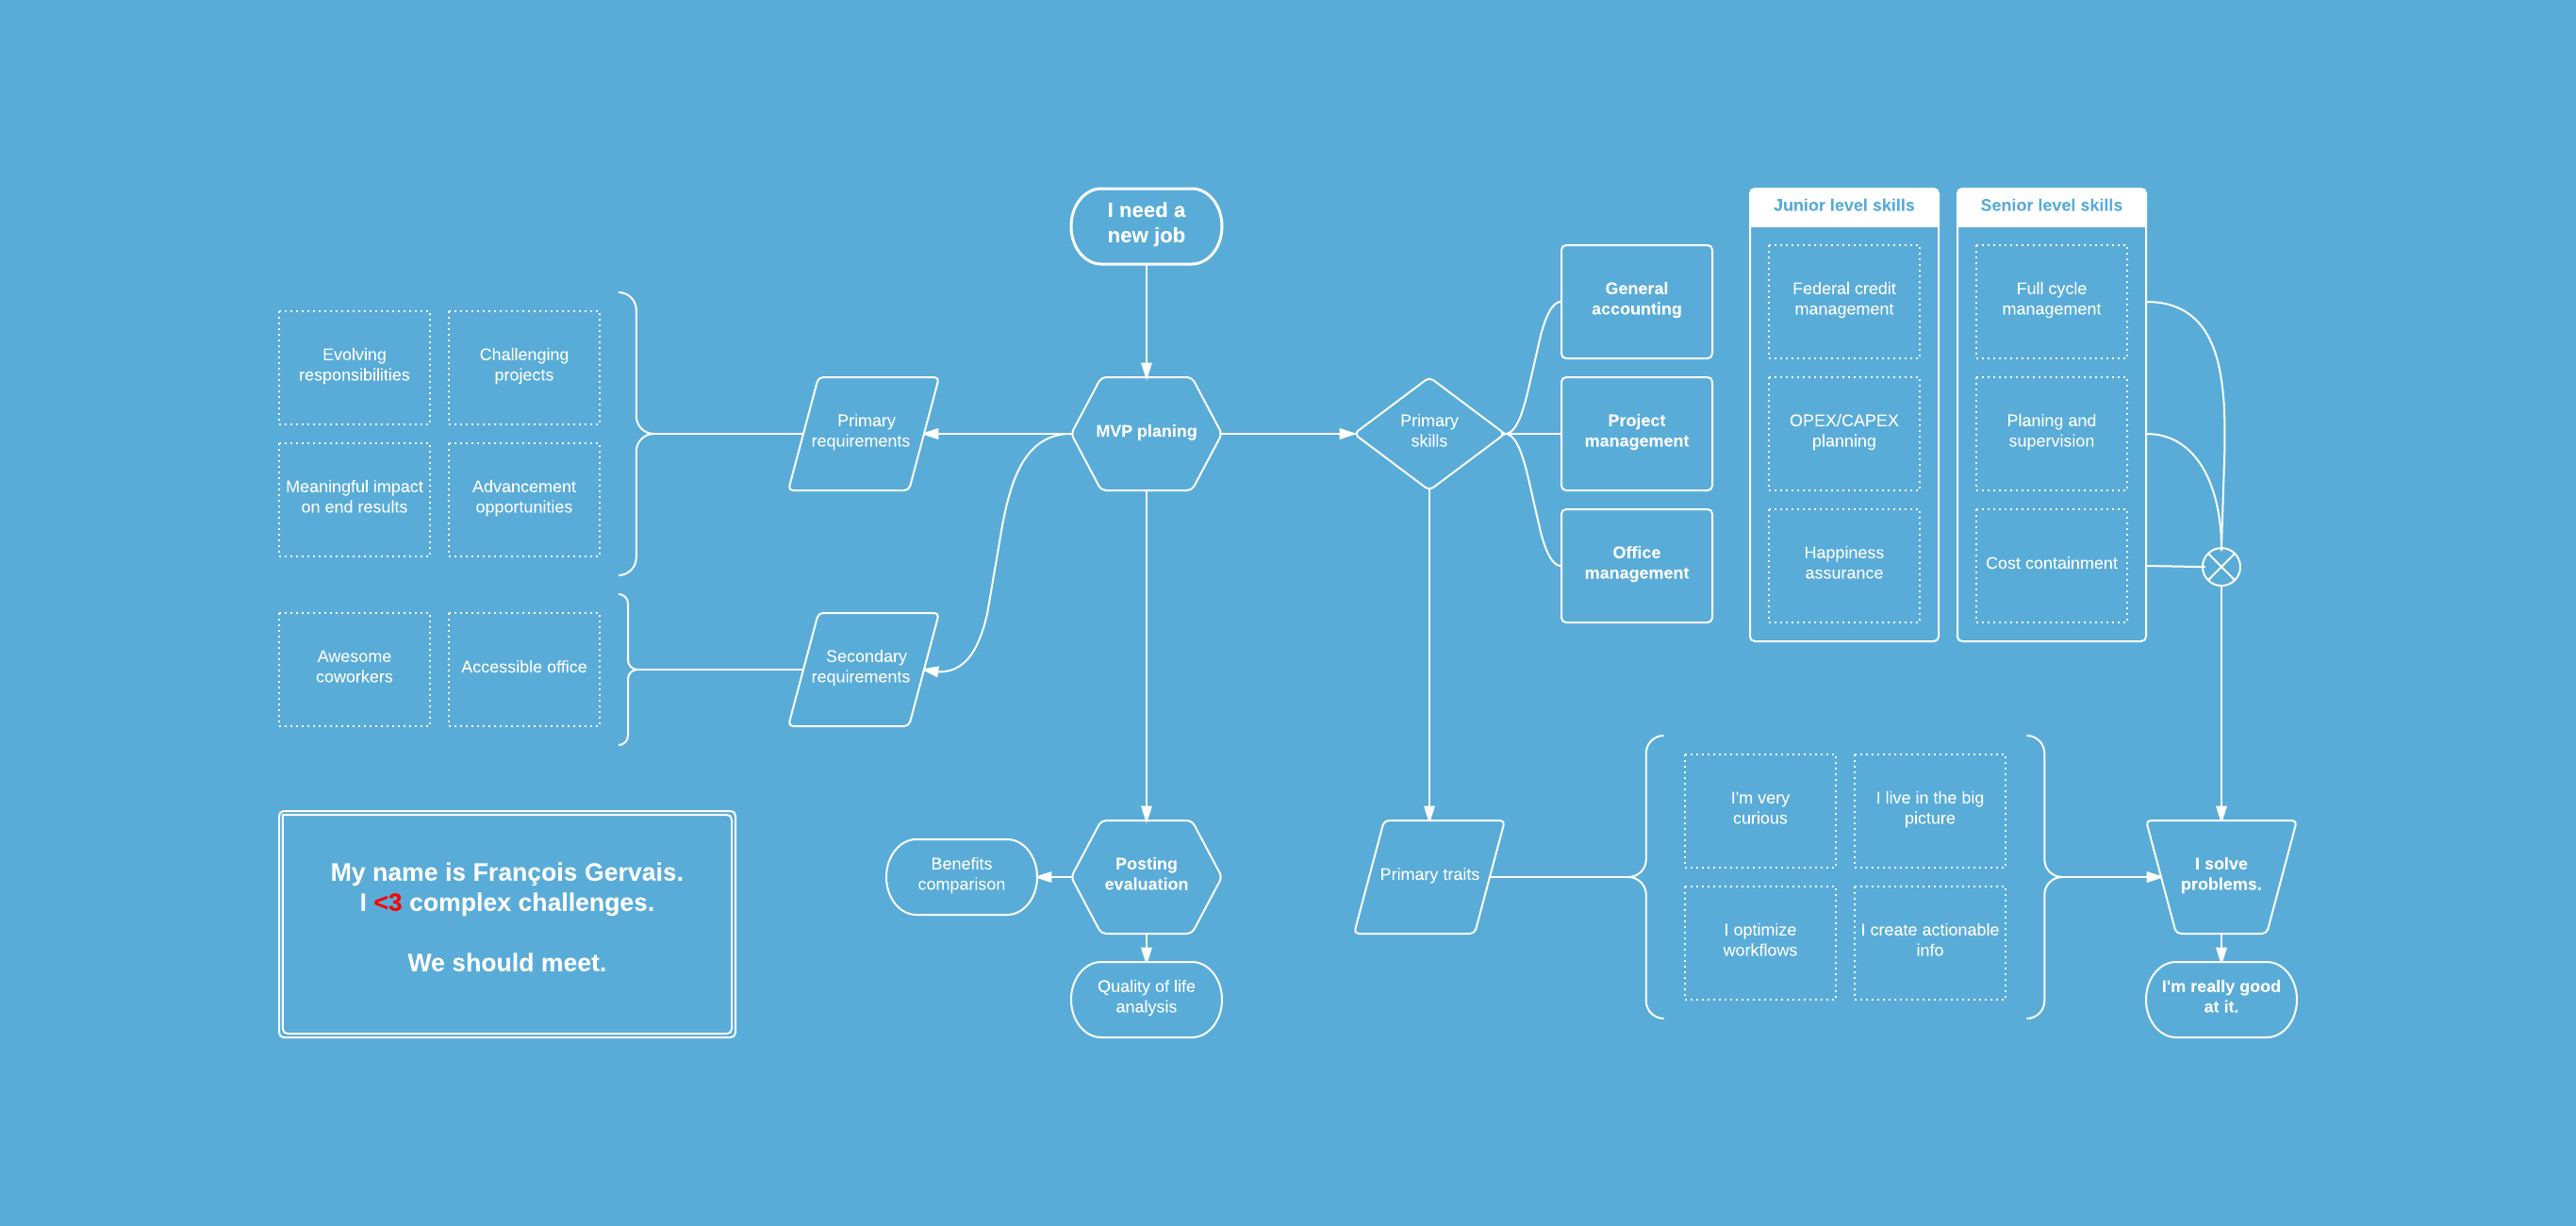 I need a
new job
Junior level skills
Senior level skills
General
accounting
Federal credit
management
Full cycle
management
Evolving
responsibilities
Challenging
projects
Primary
requirements
MVP planing
Primary
skills
Project
management
OPEX/CAPEX
planning
Planing and
supervision
Meaningful impact
on end results
Advancement
opportunities
Office
management
Happiness
assurance
Cost containment
Awesome
coworkers
Accessible office
Secondary
requirements
I'm very
curious
I live in the big
picture
My name is François Gervais.
I <3 complex challenges.
We should meet.
Benefits
comparison
Posting
evaluation
Primary traits
I solve
problems.
I optimize
workflows
I create actionable
info
Quality of life
analysis
I'm really good
at it.